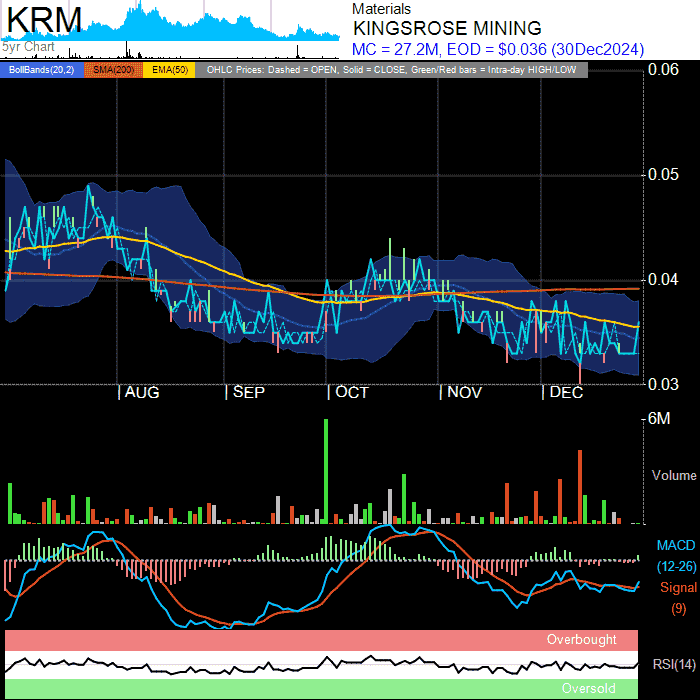 KRM
5yr Chart
Materials
KINGSROSE MINING
MC = 27.2M, EOD = $0.036 (30Dec2024)
BollBands(20,2) SMA(200) EMA(50) OHLC Prices: Dashed = OPEN, Solid = CLOSE, Green/Red bars = Intra-day HIGH/LOW
0.06
0.05
0.04
0.03
AUG SEP OCT NOV DEC
6M
Volume
MACD
(12-26)
Signal
(9)
Overbought
RSI(14)
Oversold